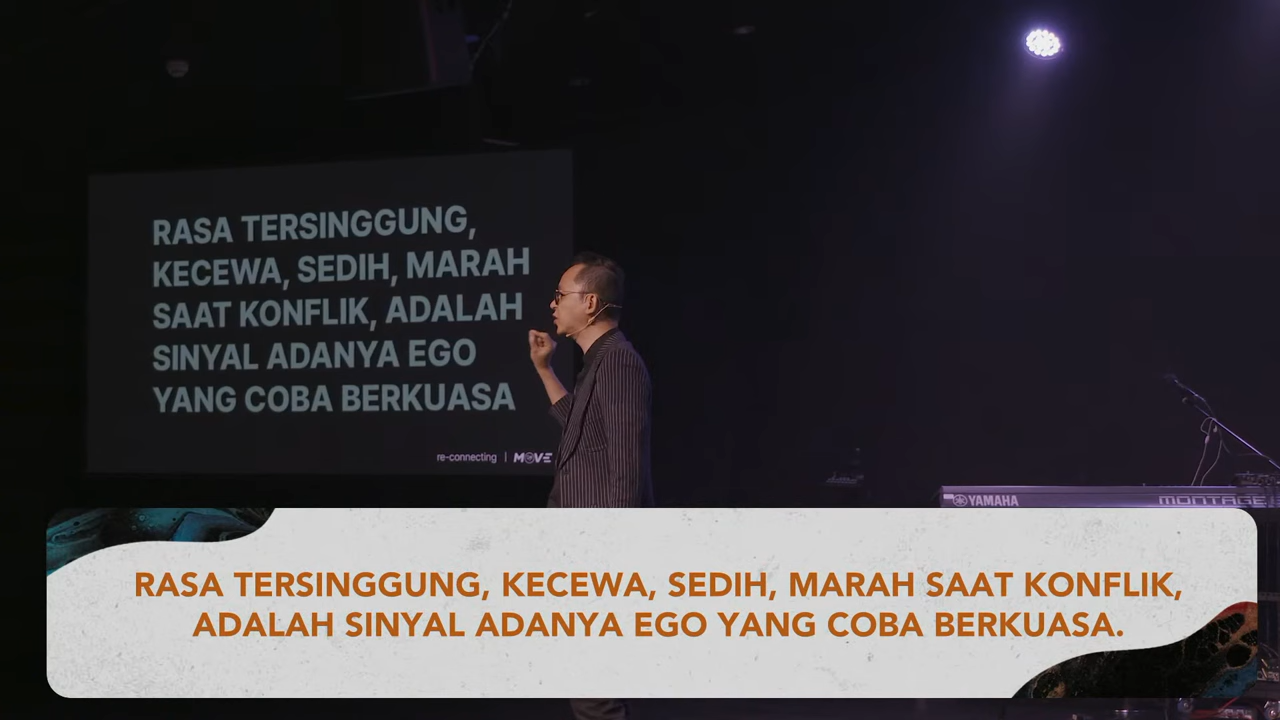 RASA TERSINGGUNG,
KECEWA, SEDIH, MARAH
SAAT KONFLIK, ADALAH
SINYAL ADANYA EGO
YANG COBA BERKUASA
re-connecting | MOVE
YAMAHA
MONTAGE
RASA TERSINGGUNG, KECEWA, SEDIH, MARAH SAAT KONFLIK,
ADALAH SINYAL ADANYA EGO YANG COBA BERKUASA.